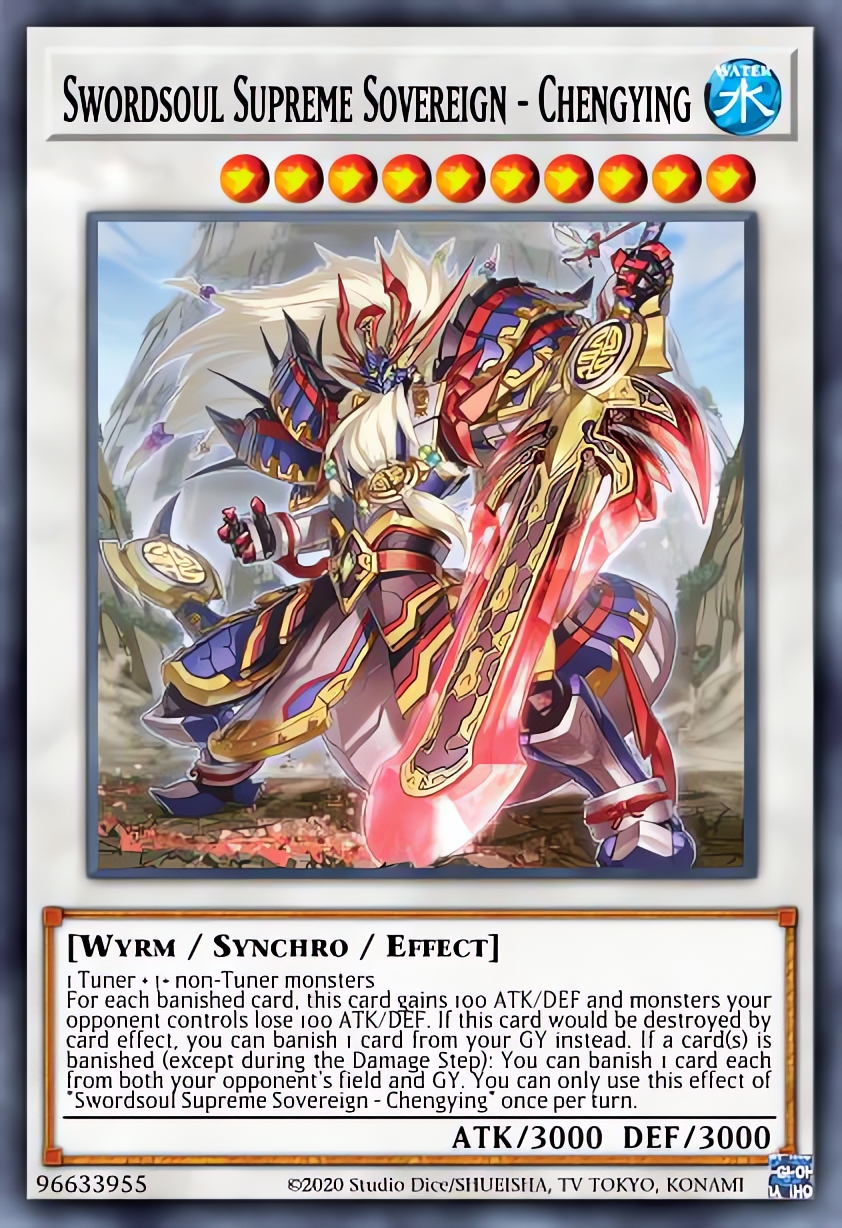 Swordsoul Supreme Sovereign - Chengying
WATER
水
[Wyrm / Synchro / Effect]
1 Tuner + 1+ non-Tuner monsters
For each banished card, this card gains 100 ATK/DEF and monsters your
opponent controls lose 100 ATK/DEF. If this card would be destroyed by
card effect, you can banish 1 card from your GY instead. If a card(s) is
banished (except during the Damage Step): You can banish 1 card each
from both your opponent's field and GY. You can only use this effect of
"Swordsoul Supreme Sovereign - Chengying" once per turn.
ATK/3000 DEF/3000
96633955
©2020 Studio Dice/SHUEISHA, TV TOKYO, KONAMI